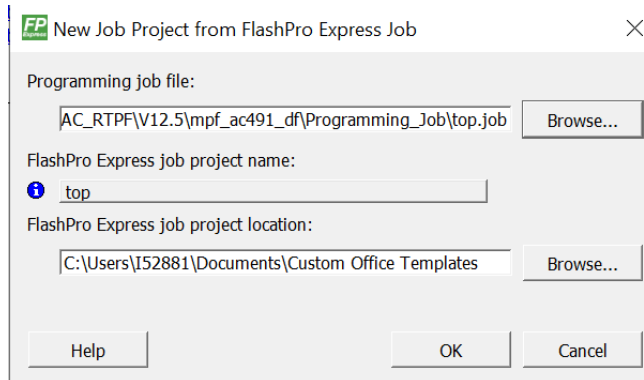 FP Express New Job Project from FlashPro Express Job
Programming job file:
AC_RTPF\V12.5\mpf_ac491_df\Programming_Job\top.job Browse...
FlashPro Express job project name:
i top
FlashPro Express job project location:
C:\Users\I52881\Documents\Custom Office Templates Browse...
Help OK Cancel